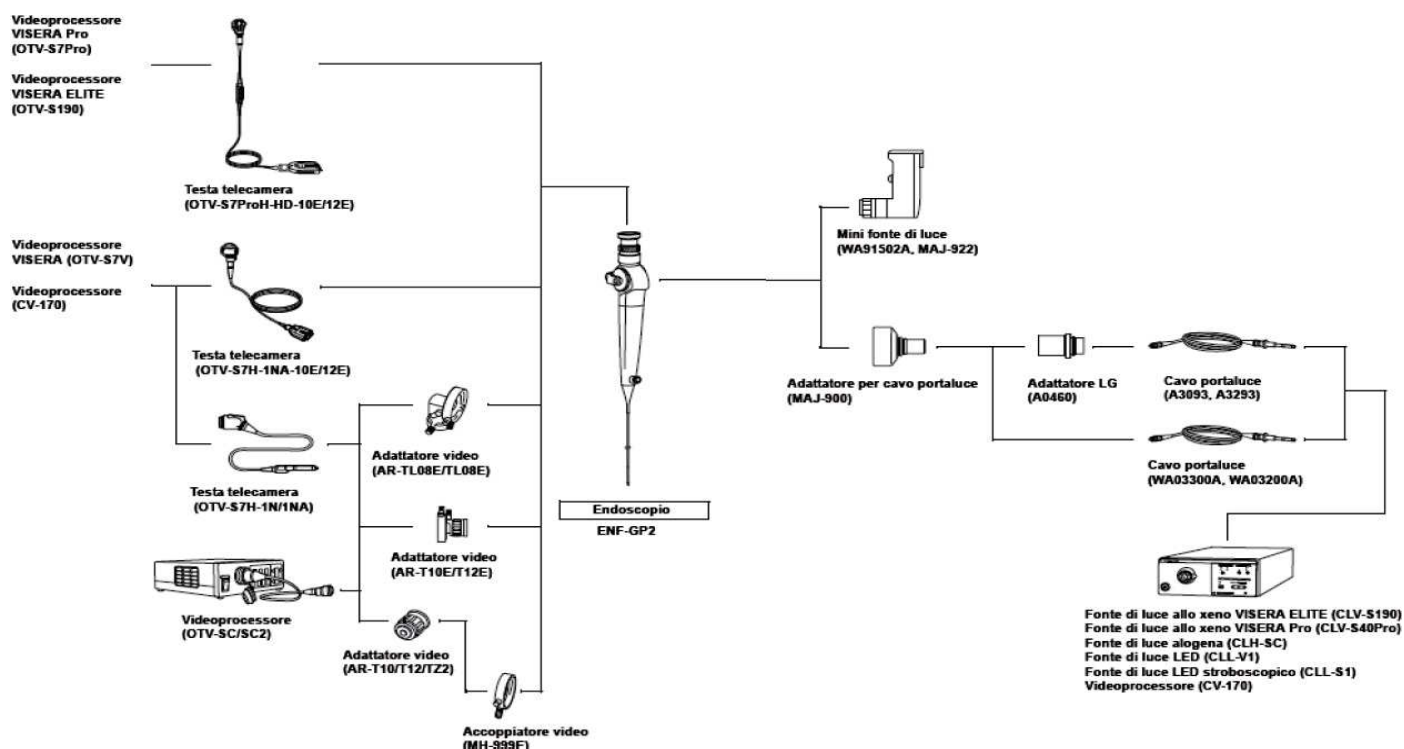 Videoprocessore
VISERA Pro
(OTV-S7Pro)
Videoprocessore
VISERA ELITE
(OTV-S190)
Testa telecamera
(OTV-S7ProH-HD-10E/12E)
Videoprocessore
VISERA (OTV-S7V)
Videoprocessore
(CV-170)
Testa telecamera
(OTV-S7H-1NA-10E/12E)
Testa telecamera
(OTV-S7H-1N/1NA)
Videoprocessore
(OTV-SC/SC2)
Adattatore video
(AR-TL08E/TL08E)
Adattatore video
(AR-T10E/T12E)
Adattatore video
(AR-T10/T12/TZ2)
Accoppiatore video
(MH-999E)
Endoscopio
ENF-GP2
Mini fonte di luce
(WA91502A, MAJ-922)
Adattatore per cavo portaluce
(MAJ-900)
Adattatore LG
(A0460)
Cavo portaluce
(A3093, A3293)
Cavo portaluce
(WA03300A, WA03200A)
Fonte di luce allo xeno VISERA ELITE (CLV-S190)
Fonte di luce allo xeno VISERA Pro (CLV-S40Pro)
Fonte di luce alogena (CLH-SC)
Fonte di luce LED (CLL-V1)
Fonte di luce LED stroboscopico (CLL-S1)
Videoprocessore (CV-170)